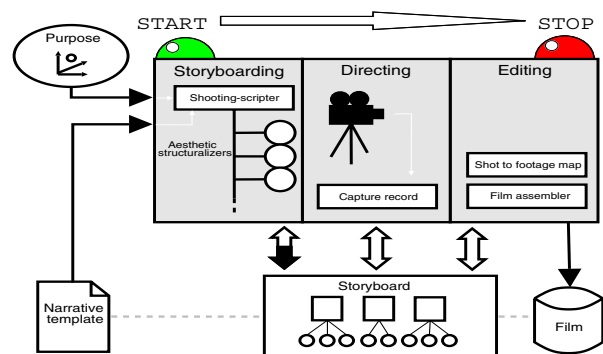 START
STOP
Purpose
Storyboarding
Directing
Editing
Shooting-scripter
Aesthetic
structuralizers
Capture record
Shot to footage map
Film assembler
Storyboard
Narrative
template
Film